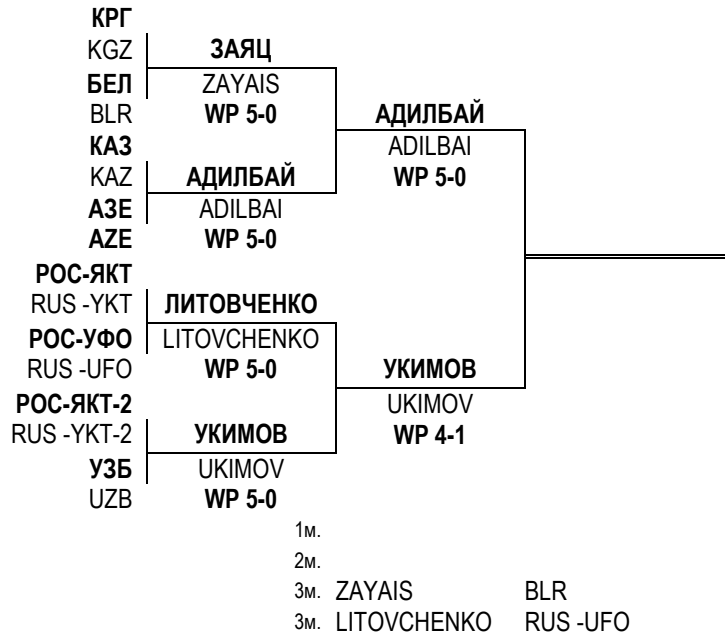 КРГ
KGZ ЗАЯЦ
БЕЛ ZAYAIS
BLR WP 5-0 АДИЛБАЙ
КАЗ ADILBAI
KAZ АДИЛБАЙ WP 5-0
АЗЕ ADILBAI
AZE WP 5-0
РОС-ЯКТ
RUS -YKT ЛИТОВЧЕНКО
РОС-УФО LITOVCHENKO
RUS -UFO WP 5-0 УКИМОВ
РОС-ЯКТ-2 UKIMOV
RUS -YKT-2 УКИМОВ WP 4-1
УЗБ UKIMOV
UZB WP 5-0
1м.
2м.
3м. ZAYAIS BLR
3м. LITOVCHENKO RUS -UFO